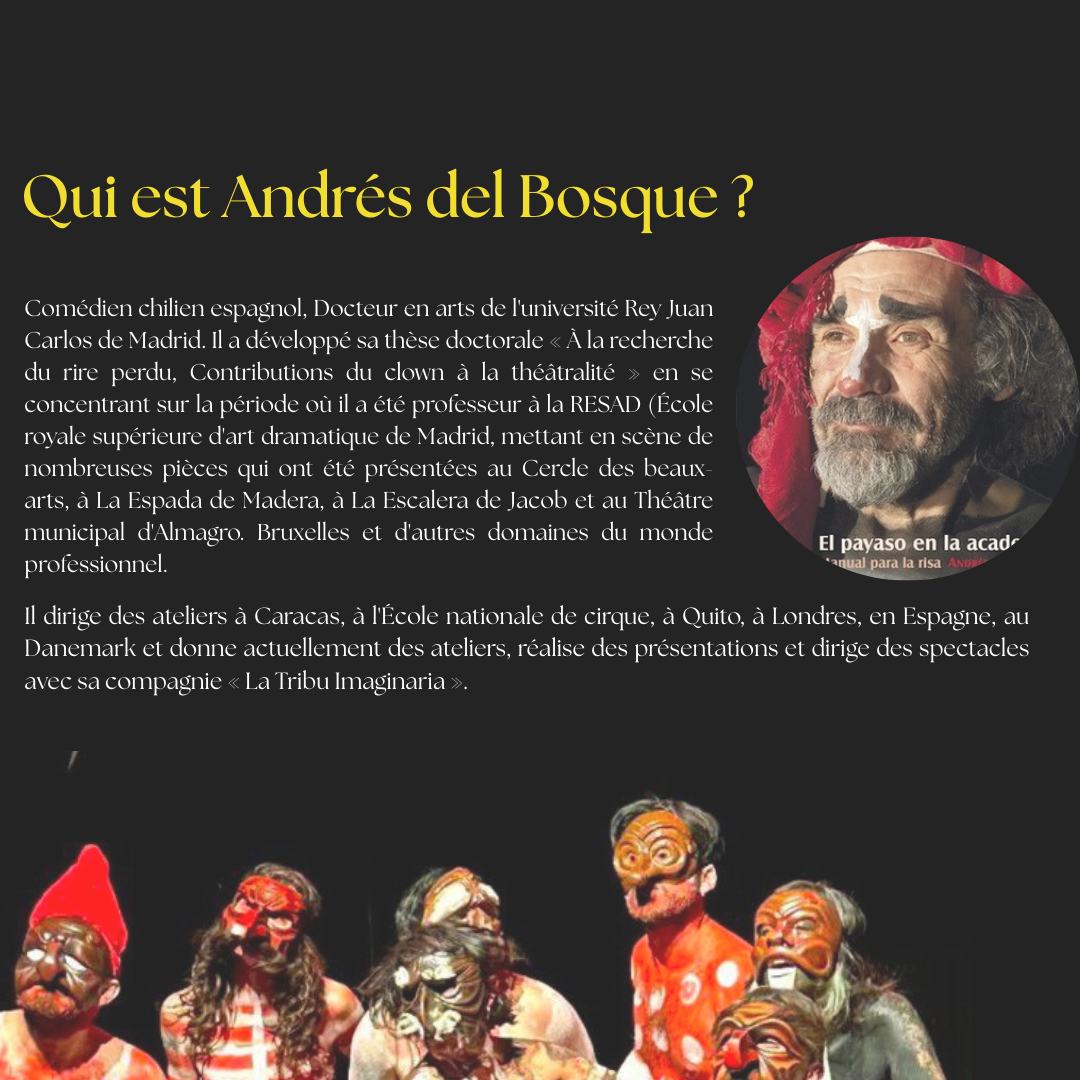 Qui est Andrés del Bosque ?
Comédien chilien espagnol, Docteur en arts de l'université Rey Juan
Carlos de Madrid. Il a développé sa thèse doctorale « À la recherche
du rire perdu, Contributions du clown à la théâtralité » en se
concentrant sur la période où il a été professeur à la RESAD (École
royale supérieure d'art dramatique de Madrid, mettant en scène de
nombreuses pièces qui ont été présentées au Cercle des beaux-
arts, à La Espada de Madera, à La Escalera de Jacob et au Théâtre
municipal d'Almagro. Bruxelles et d'autres domaines du monde
professionnel.
El payaso en la acade
anual para la risa
Il dirige des ateliers à Caracas, à l'École nationale de cirque, à Quito, à Londres, en Espagne, au
Danemark et donne actuellement des ateliers, réalise des présentations et dirige des spectacles
avec sa compagnie « La Tribu Imaginaria ».